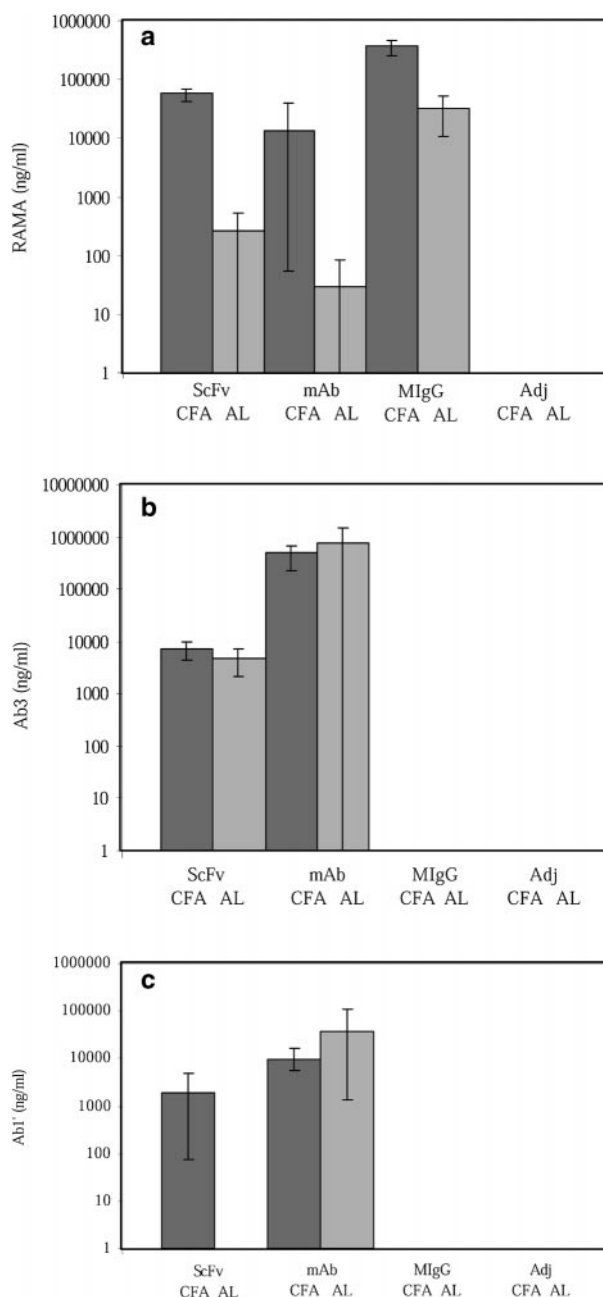 a
1000000
100000
10000
1000
100
10
1
RAMA (ng/ml)
ScFv mAb MIgG Adj
CFA AL CFA AL CFA AL CFA AL
b
10000000
1000000
100000
10000
1000
100
10
1
Ab3 (ng/ml)
ScFv mAb MIgG Adj
CFA AL CFA AL CFA AL CFA AL
c
1000000
100000
10000
1000
100
10
1
Ab1' (ng/ml)
ScFv mAb MIgG Adj
CFA AL CFA AL CFA AL CFA AL